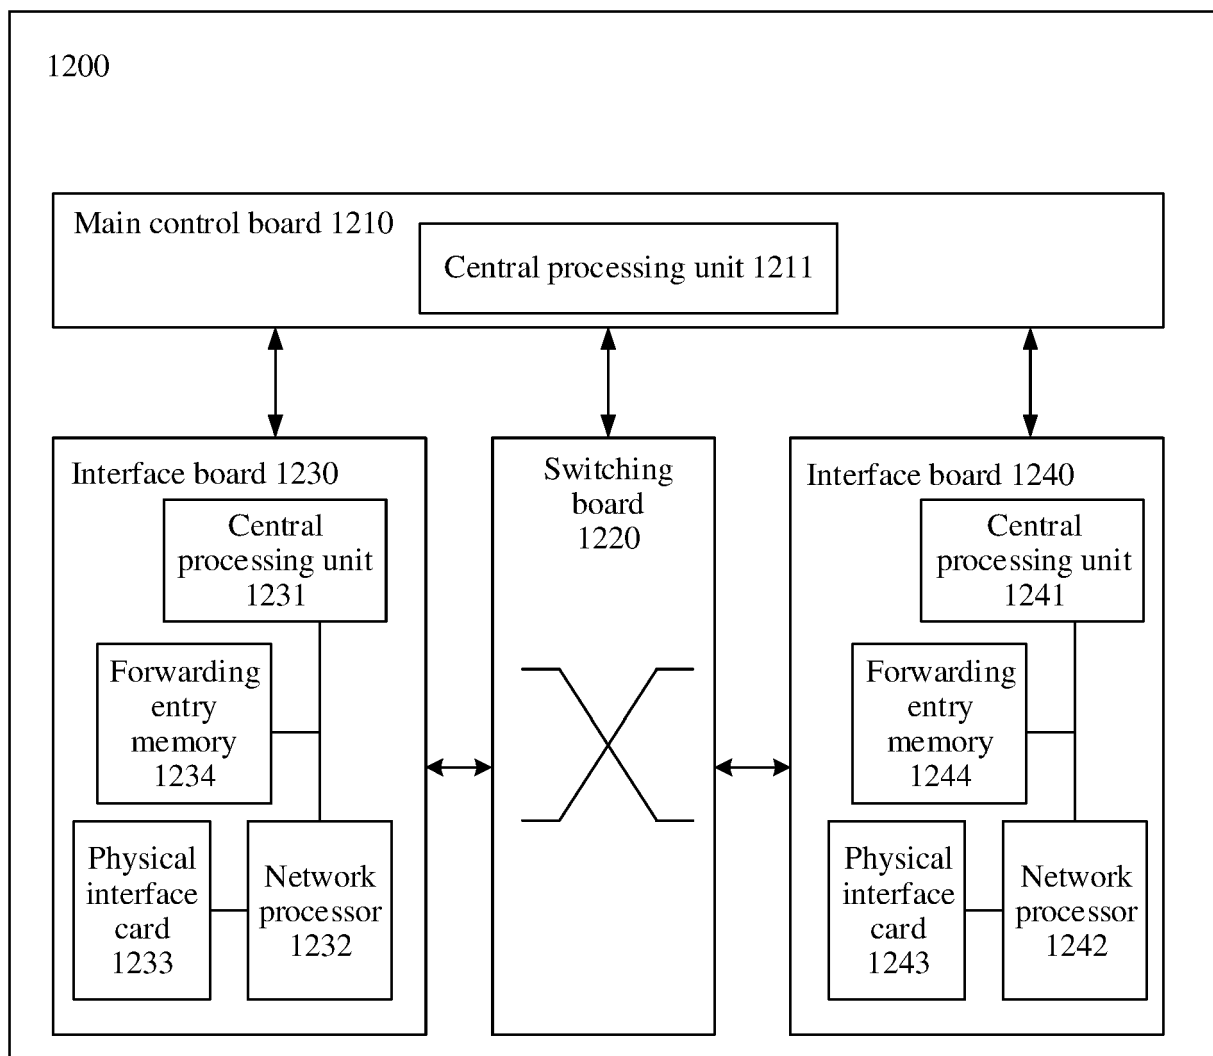 1200
Main control board 1210
Central processing unit 1211
Interface board 1230
Central
processing unit
1231
Forwarding
entry
memory
1234
Physical
interface
card
1233
Network
processor
1232
Switching
board
1220
Interface board 1240
Central
processing unit
1241
Forwarding
entry
memory
1244
Physical
interface
card
1243
Network
processor
1242